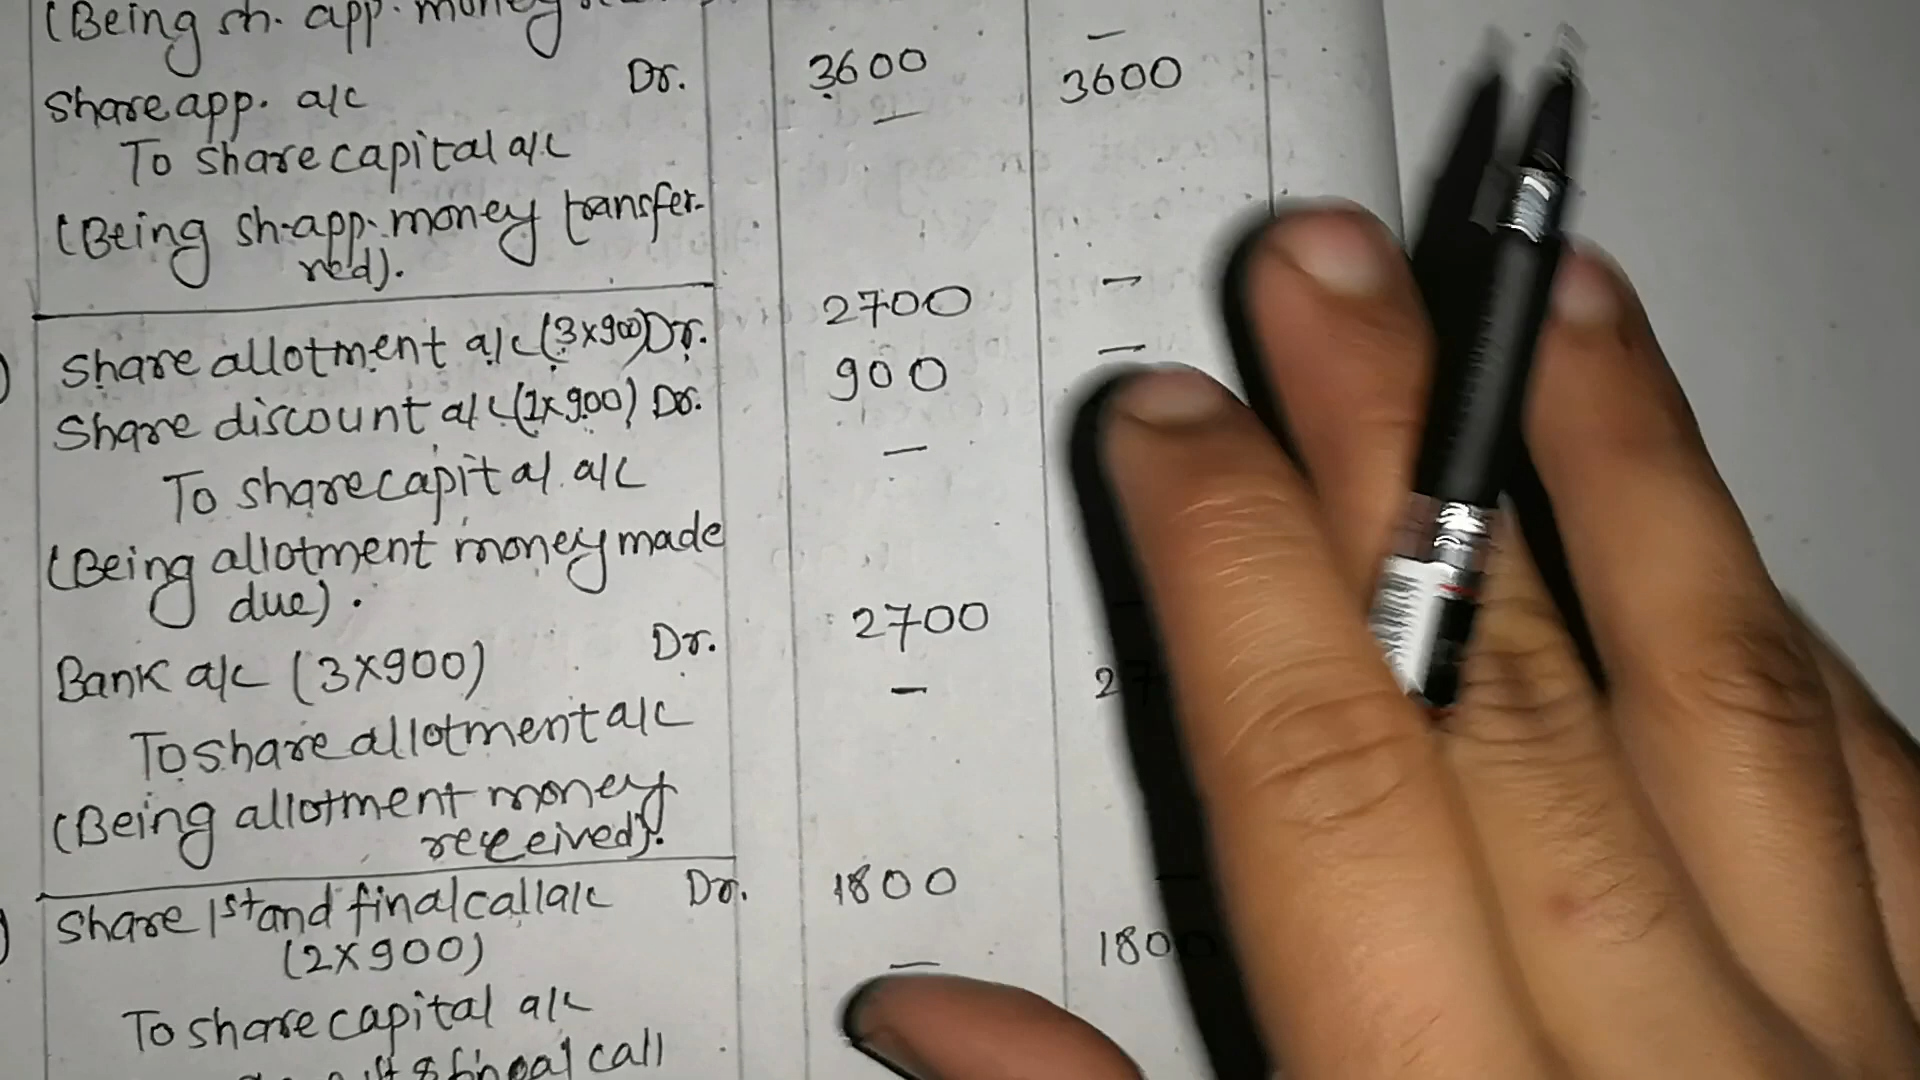 (Being sh. app. money
Share app. a/c Dr. 3600 —
To share capital a/c — 3600
(Being sh. app. money transfer-
red).
Share allotment a/c (3x900) Dr. 2700 —
Share discount a/c (1x900) Dr. 900 —
To share capital a/c —
(Being allotment money made
due).
Bank a/c (3x900) Dr. 2700
To share allotment a/c — 27
(Being allotment money
received).
Share 1st and final call a/c Dr. 1800 —
(2x900)
To share capital a/c — 1800
call